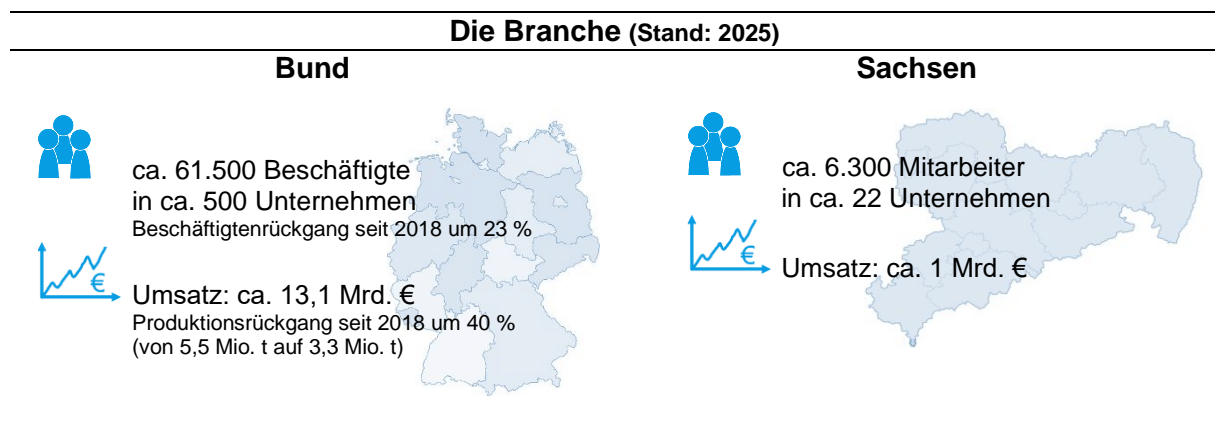 Die Branche (Stand: 2025)
Bund
ca. 61.500 Beschäftigte
in ca. 500 Unternehmen
Beschäftigtenrückgang seit 2018 um 23 %
€
Umsatz: ca. 13,1 Mrd. €
Produktionsrückgang seit 2018 um 40 %
(von 5,5 Mio. t auf 3,3 Mio. t)
Sachsen
ca. 6.300 Mitarbeiter
in ca. 22 Unternehmen
€
Umsatz: ca. 1 Mrd. €